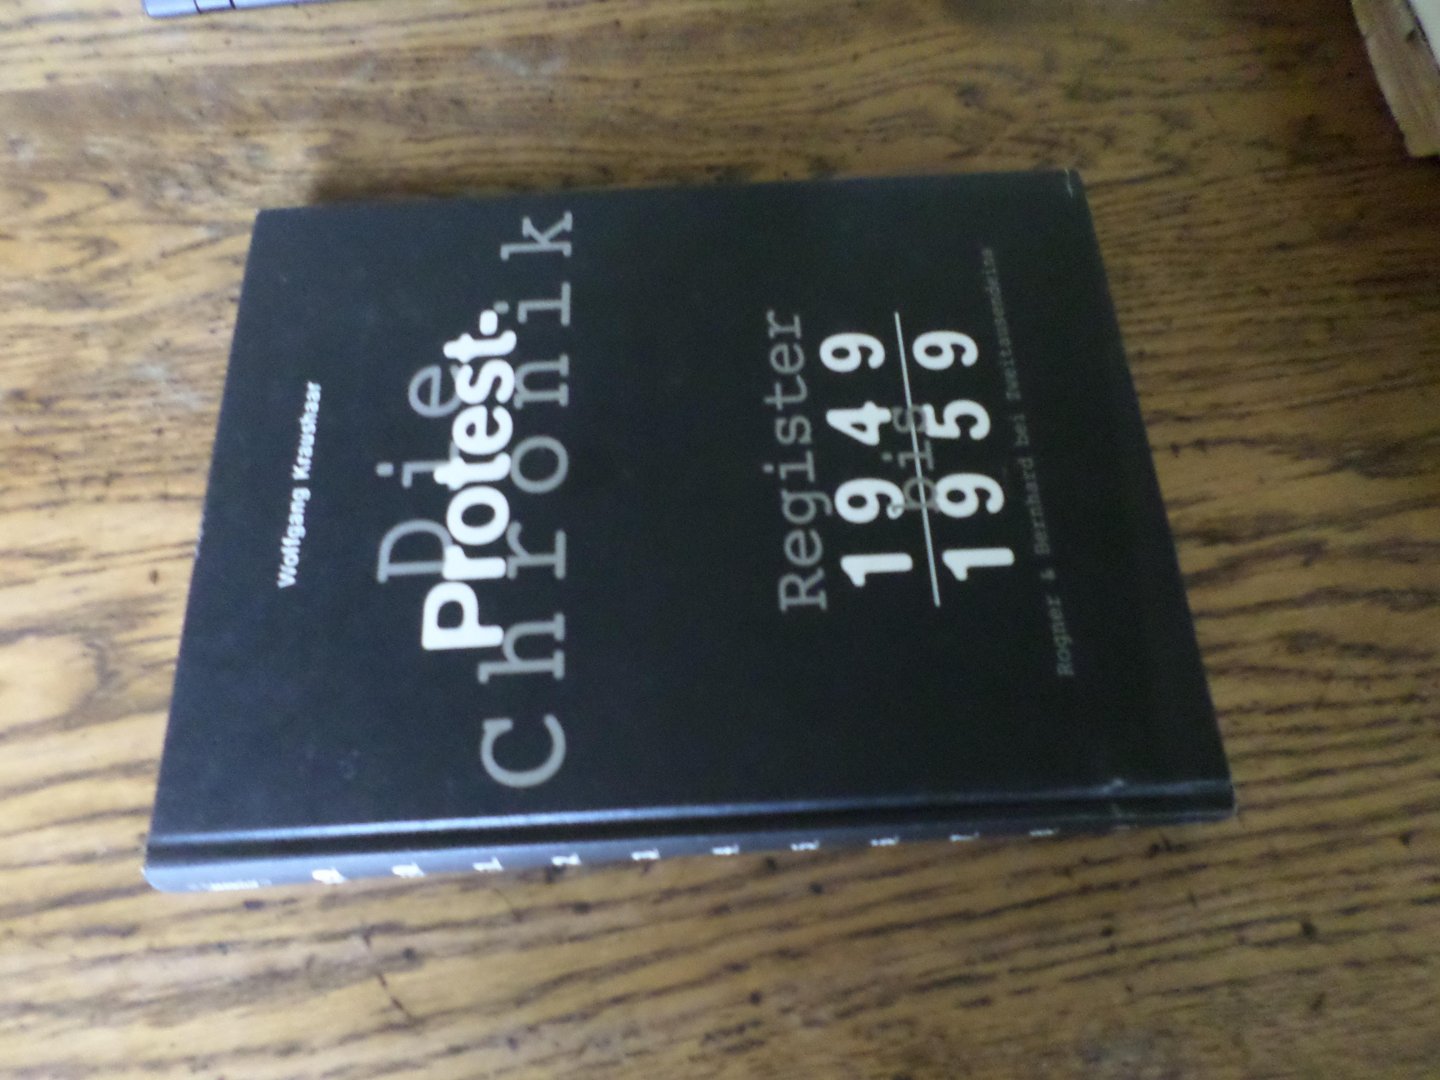 Wolfgang Kraushaar
Die
Protest-
Chronik
Register
1949
bis
1959
Rogner & Bernhard bei Zweitausendeins